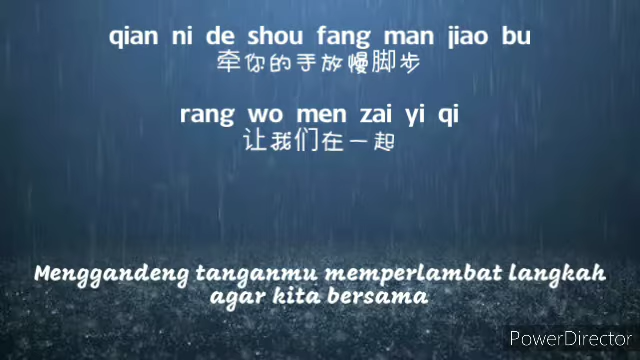 qian ni de shou fang man jiao bu
牵你的手放慢脚步
rang wo men zai yi qi
让我们在一起
Menggandeng tanganmu memperlambat langkah
agar kita bersama
PowerDirector